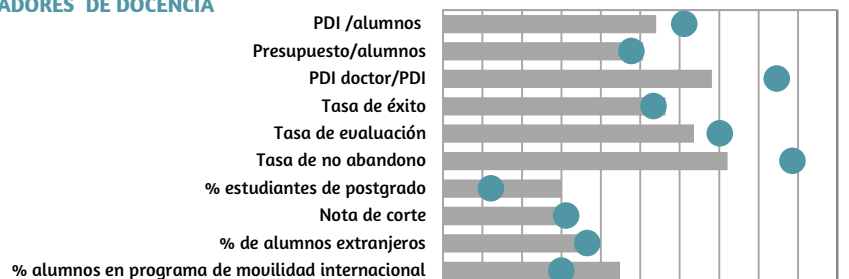 ADORES DE DOCENCIA
PDI /alumnos
Presupuesto/alumnos
PDI doctor/PDI
Tasa de éxito
Tasa de evaluación
Tasa de no abandono
% estudiantes de postgrado
Nota de corte
% de alumnos extranjeros
% alumnos en programa de movilidad internacional